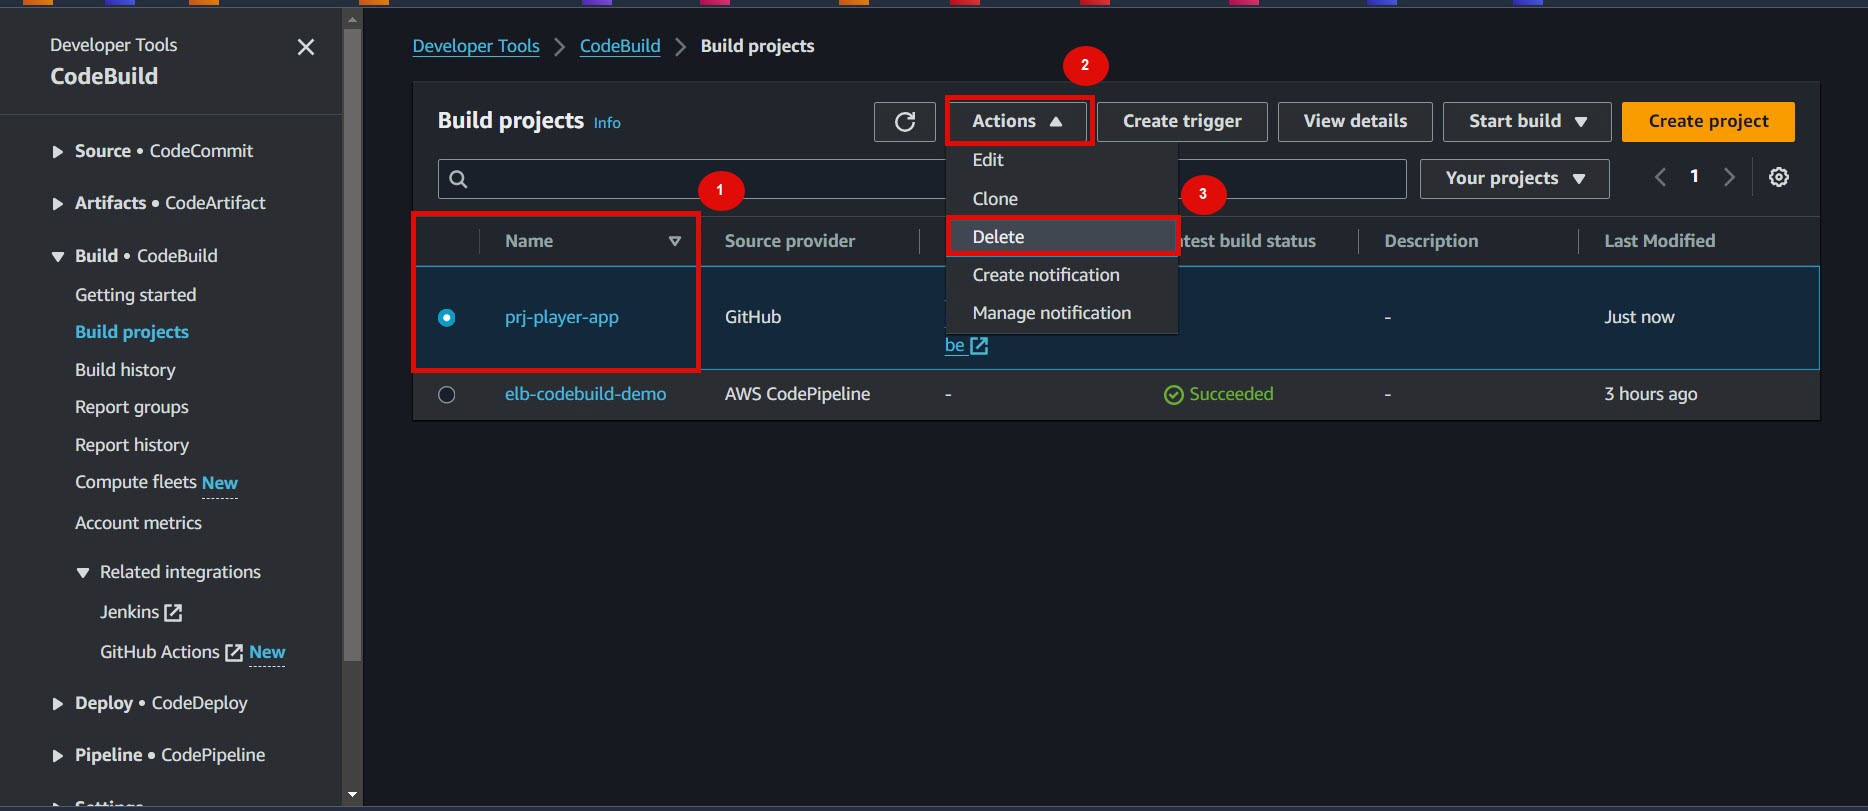 Developer Tools
CodeBuild
Source • CodeCommit
Artifacts • CodeArtifact
Build • CodeBuild
Getting started
Build projects
Build history
Report groups
Report history
Compute fleets New
Account metrics
Related integrations
Jenkins
GitHub Actions New
Deploy • CodeDeploy
Pipeline • CodePipeline
Developer Tools > CodeBuild > Build projects
2
Build projects Info
Actions
Create trigger
View details
Start build
Create project
Edit
Clone
Delete
Create notification
Manage notification
Your projects
1
1
3
Name
Source provider
build status
Description
Last Modified
prj-player-app
GitHub
be
-
Just now
elb-codebuild-demo
AWS CodePipeline
-
Succeeded
-
3 hours ago